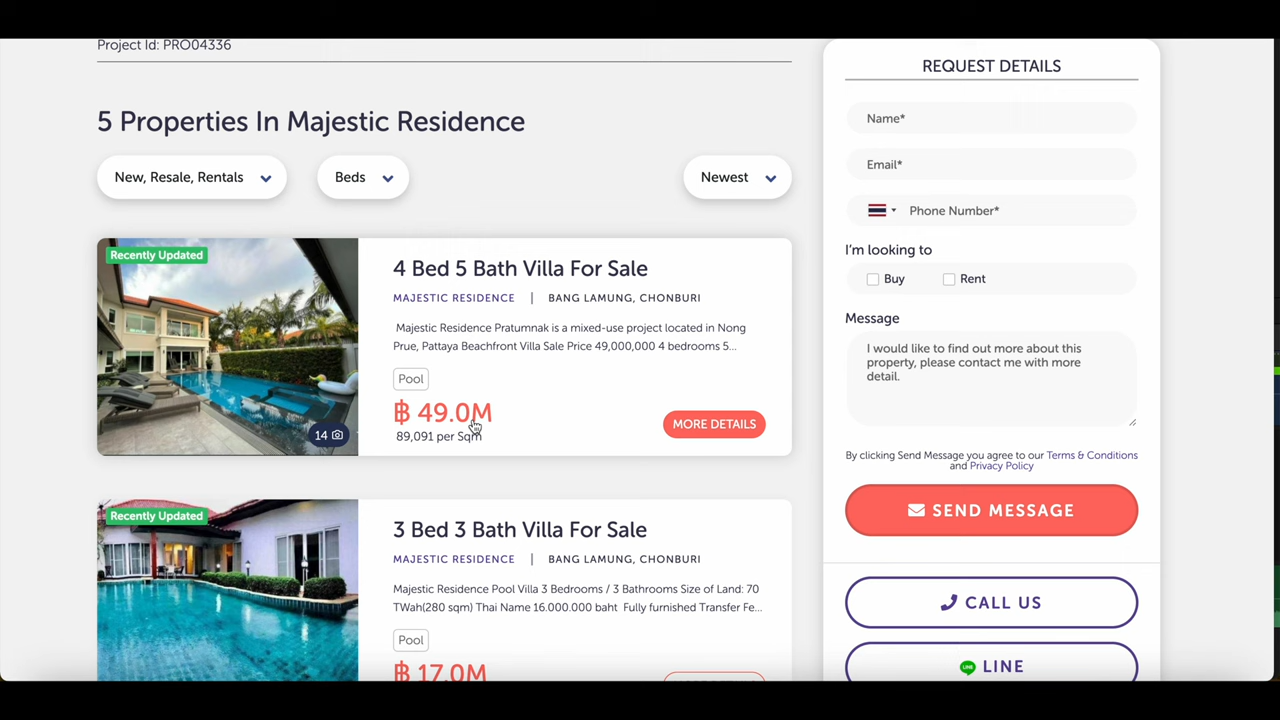 Project Id: PRO04336
5 Properties In Majestic Residence
New, Resale, Rentals
Beds
Newest
Recently Updated
14
4 Bed 5 Bath Villa For Sale
MAJESTIC RESIDENCE | BANG LAMUNG, CHONBURI
Majestic Residence Pratumnak is a mixed-use project located in Nong
Prue, Pattaya Beachfront Villa Sale Price 49,000,000 4 bedrooms 5...
Pool
฿ 49.0M
89,091 per Sqm
MORE DETAILS
Recently Updated
3 Bed 3 Bath Villa For Sale
MAJESTIC RESIDENCE | BANG LAMUNG, CHONBURI
Majestic Residence Pool Villa 3 Bedrooms / 3 Bathrooms Size of Land: 70
TWah(280 sqm) Thai Name 16.000.000 baht Fully furnished Transfer Fe...
Pool
฿ 17.0M
REQUEST DETAILS
Name*
Email*
Phone Number*
I'm looking to
Buy
Rent
Message
I would like to find out more about this
property, please contact me with more
detail.
By clicking Send Message you agree to our Terms & Conditions
and Privacy Policy
SEND MESSAGE
CALL US
LINE